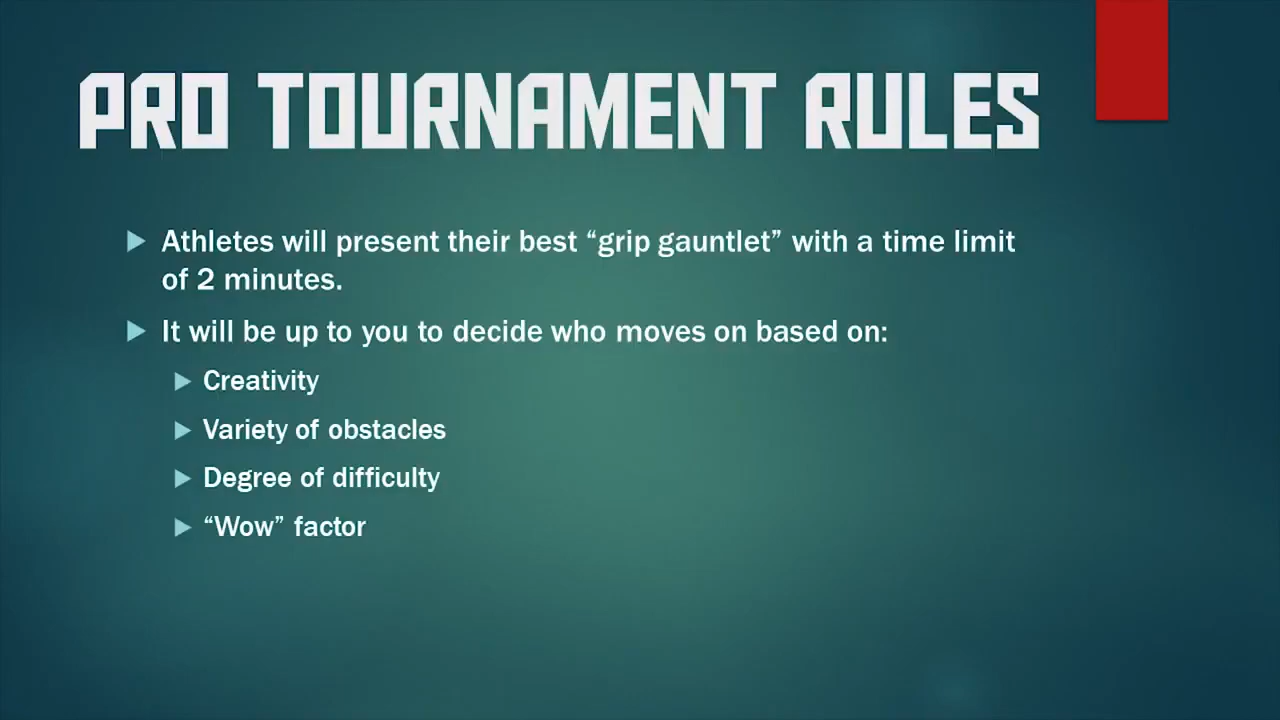 PRO TOURNAMENT RULES
Athletes will present their best “grip gauntlet” with a time limit
of 2 minutes.
It will be up to you to decide who moves on based on:
Creativity
Variety of obstacles
Degree of difficulty
“Wow” factor